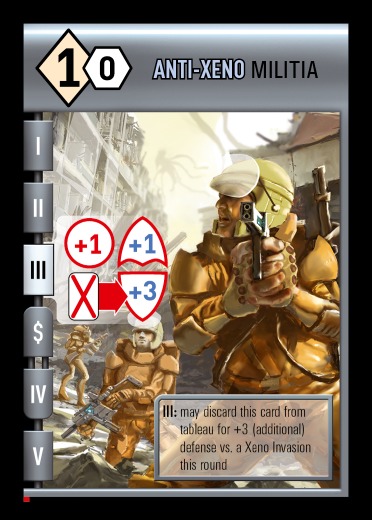 1 0 ANTI-XENO MILITIA
I
II
III
$
IV
V
+1 +1
+3
III: may discard this card from
tableau for +3 (additional)
defense vs. a Xeno Invasion
this round